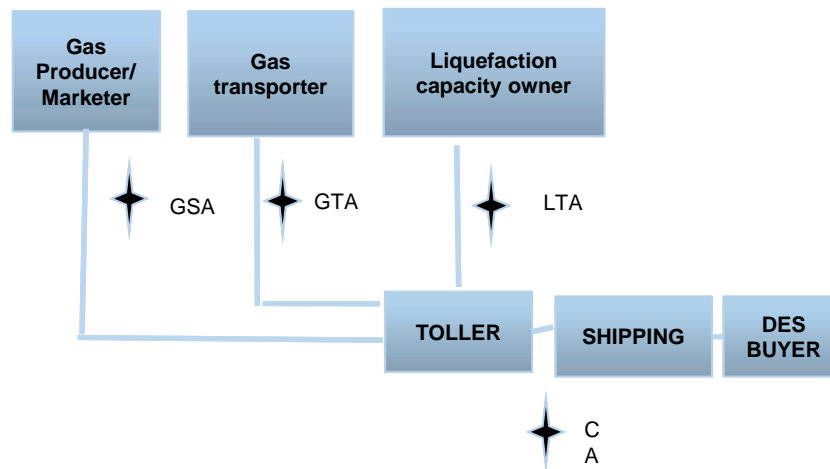 Gas
Producer/
Marketer
Gas
transporter
Liquefaction
capacity owner
GSA
GTA
LTA
TOLLER
SHIPPING
DES
BUYER
C
A